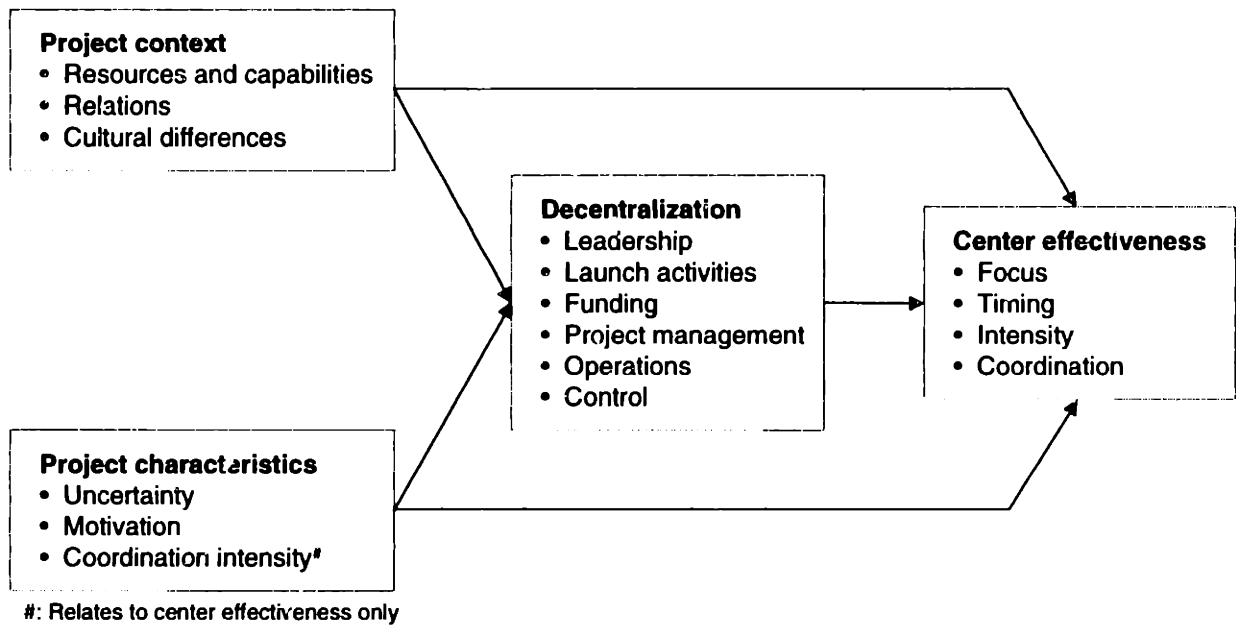 Project context
• Resources and capabilities
• Relations
• Cultural differences
Decentralization
• Leadership
• Launch activities
• Funding
• Project management
• Operations
• Control
Center effectiveness
• Focus
• Timing
• Intensity
• Coordination
Project characteristics
• Uncertainty
• Motivation
• Coordination intensity#
#: Relates to center effectiveness only